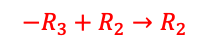 −R₃ + R₂ → R₂